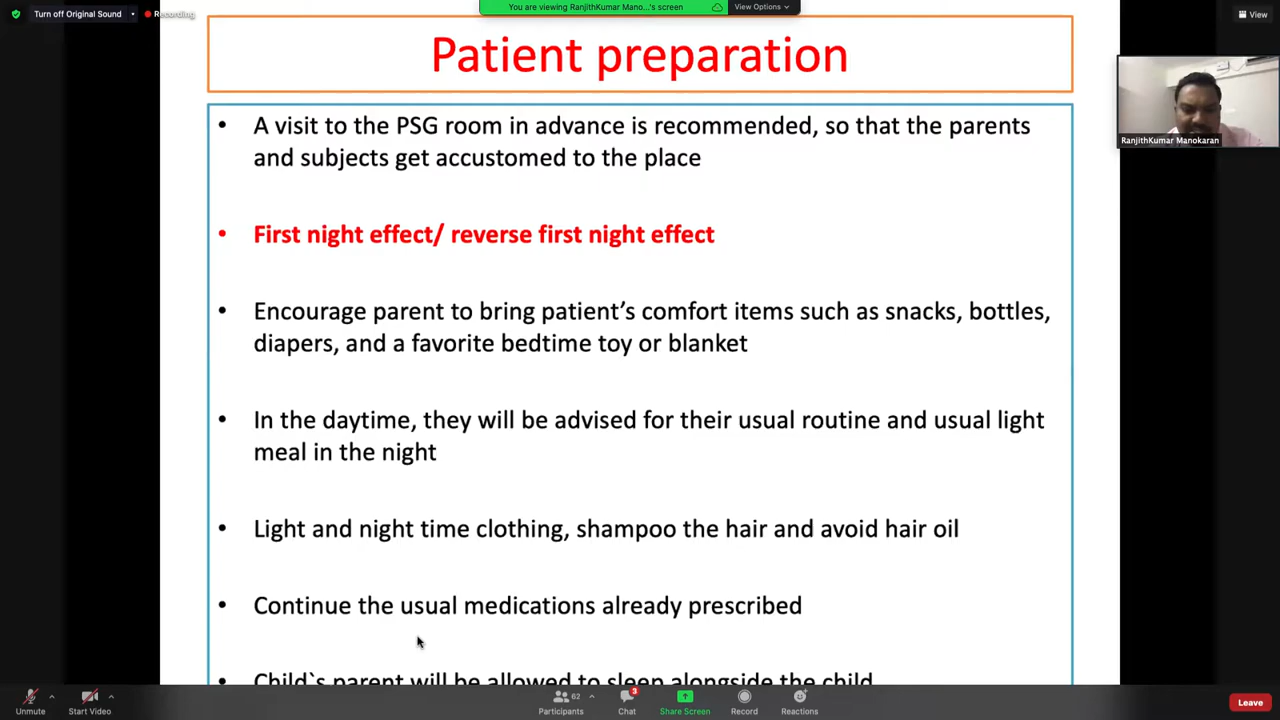 Turn off Original Sound
Recording
You are viewing RanjithKumar Mano...'s screen
View Options
View
Patient preparation
RanjithKumar Manokaran
• A visit to the PSG room in advance is recommended, so that the parents
and subjects get accustomed to the place
• First night effect/ reverse first night effect
• Encourage parent to bring patient’s comfort items such as snacks, bottles,
diapers, and a favorite bedtime toy or blanket
• In the daytime, they will be advised for their usual routine and usual light
meal in the night
• Light and night time clothing, shampoo the hair and avoid hair oil
• Continue the usual medications already prescribed
• Child`s parent will be allowed to sleep alongside the child
Unmute
Start Video
62
Participants
3
Chat
Share Screen
Record
Reactions
Leave